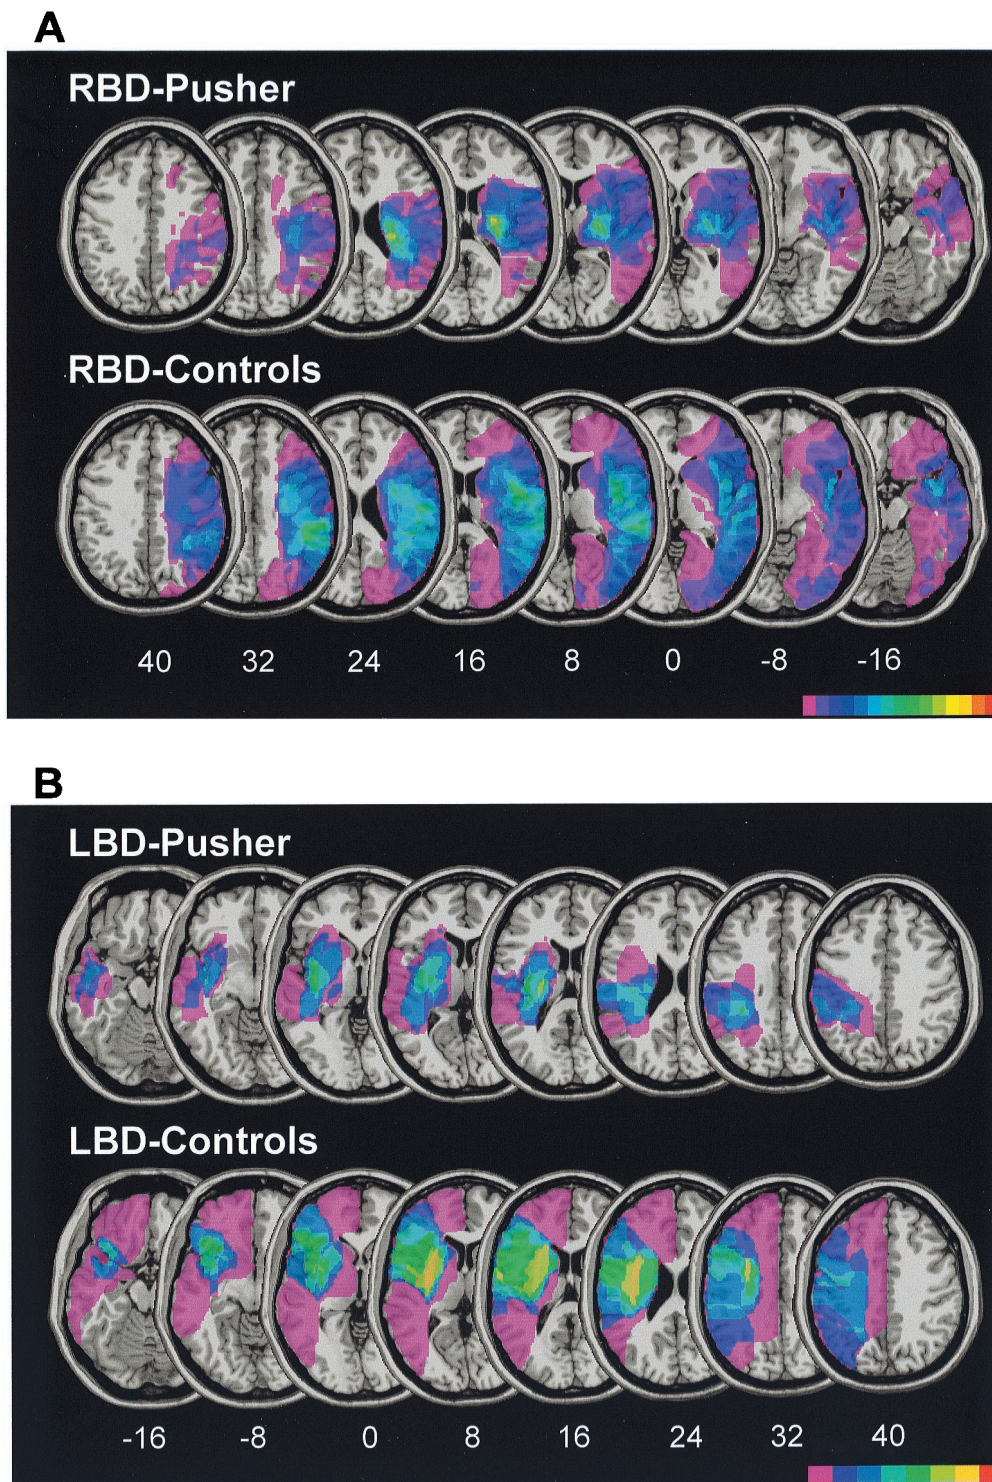 A
RBD-Pusher
RBD-Controls
40 32 24 16 8 0 -8 -16
B
LBD-Pusher
LBD-Controls
-16 -8 0 8 16 24 32 40